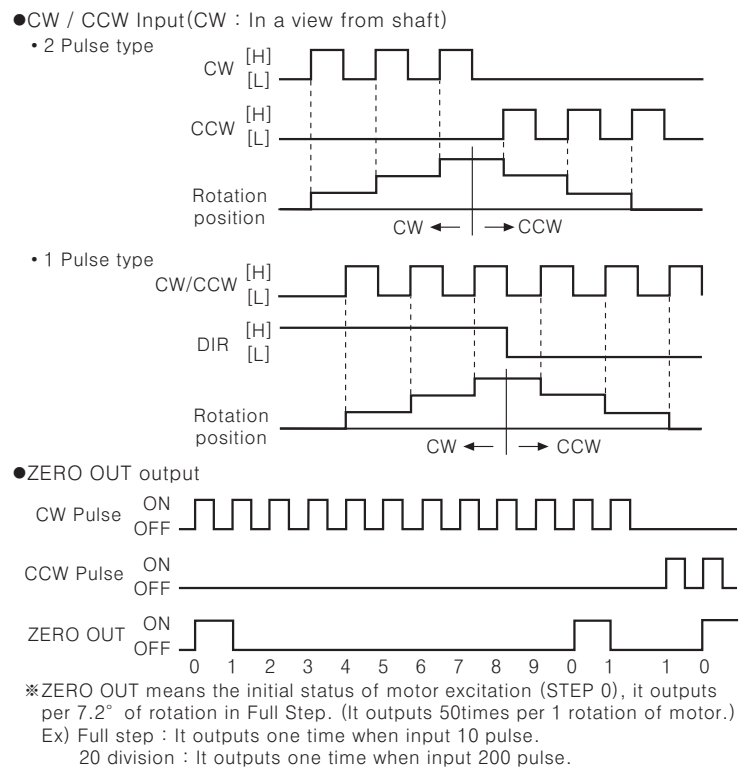 ●CW / CCW Input(CW : In a view from shaft)
• 2 Pulse type
CW [H]
[L]
CCW [H]
[L]
Rotation
position
CW CCW
• 1 Pulse type
CW/CCW [H]
[L]
DIR [H]
[L]
Rotation
position
CW CCW
●ZERO OUT output
CW Pulse ON
OFF
CCW Pulse ON
OFF
ZERO OUT ON
OFF
0 1 2 3 4 5 6 7 8 9 0 1 1 0
※ZERO OUT means the initial status of motor excitation (STEP 0), it outputs
per 7.2° of rotation in Full Step. (It outputs 50times per 1 rotation of motor.)
Ex) Full step : It outputs one time when input 10 pulse.
20 division : It outputs one time when input 200 pulse.